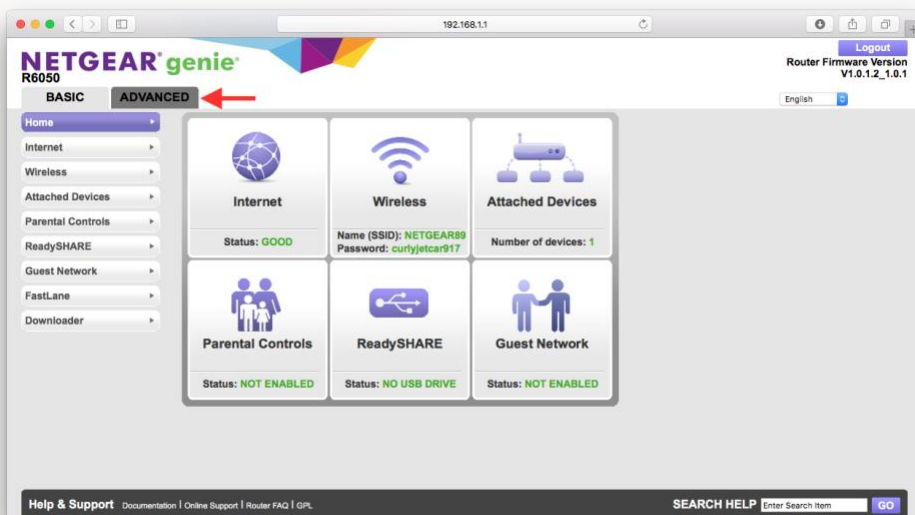 192.168.1.1
NETGEAR® genie®
R6050
Logout
Router Firmware Version
V1.0.1.2_1.0.1
BASIC
ADVANCED
English
Home
Internet
Wireless
Attached Devices
Parental Controls
ReadySHARE
Guest Network
FastLane
Downloader
Internet
Status: GOOD
Wireless
Name (SSID): NETGEAR89
Password: curlyjetcar917
Attached Devices
Number of devices: 1
Parental Controls
Status: NOT ENABLED
ReadySHARE
Status: NO USB DRIVE
Guest Network
Status: NOT ENABLED
Help & Support Documentation | Online Support | Router FAQ | GPL
SEARCH HELP Enter Search Item GO